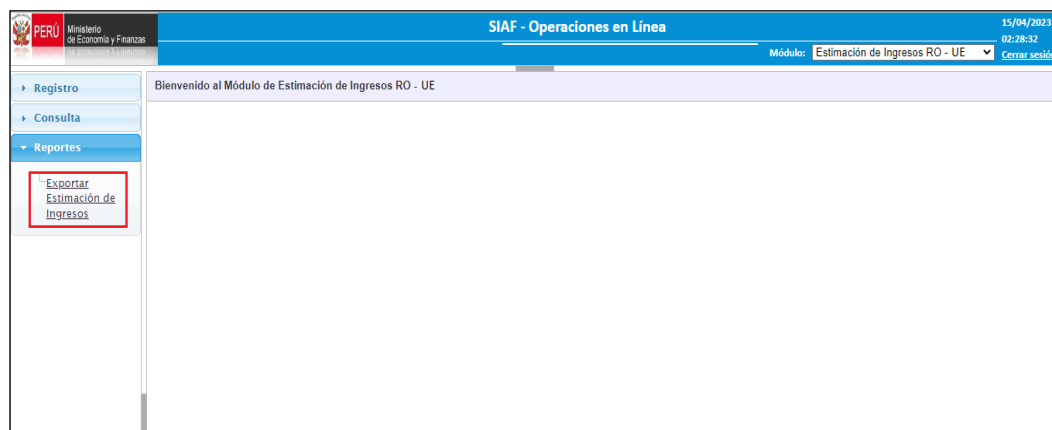 PERÚ
Ministerio
de Economía y Finanzas
SIAF - Operaciones en Línea
15/04/2023
02:28:32
Módulo: Estimación de Ingresos RO - UE
Cerrar sesión
Registro
Consulta
Reportes
Exportar
Estimación de
Ingresos
Bienvenido al Módulo de Estimación de Ingresos RO - UE